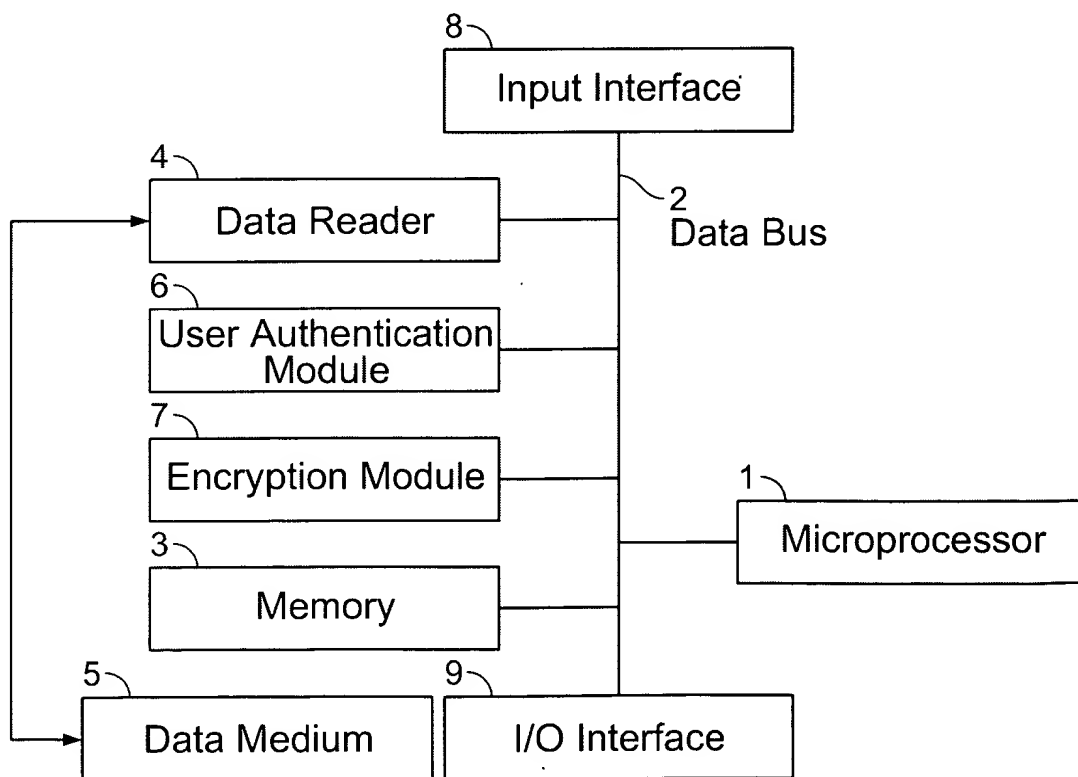 8
Input Interface
4
Data Reader
2
Data Bus
6
User Authentication
Module
7
Encryption Module
1
Microprocessor
3
Memory
5
Data Medium
9
I/O Interface